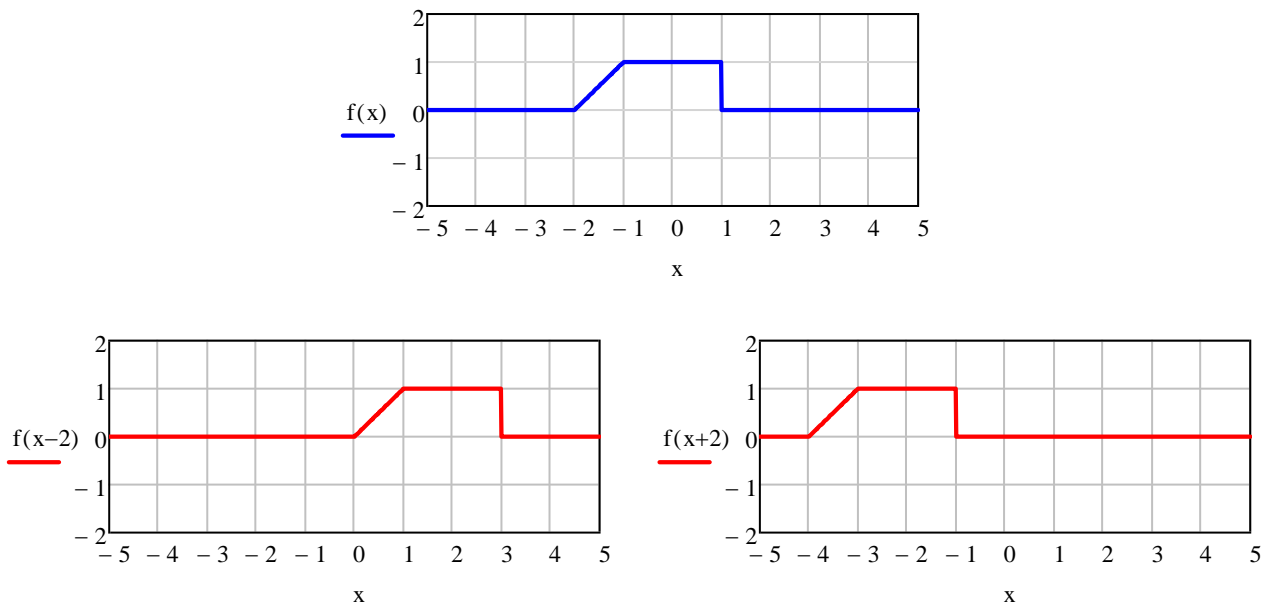 2
1
f(x)
0
– 1
– 2
– 5 – 4 – 3 – 2 – 1 0 1 2 3 4 5
x
2
1
f(x–2)
0
– 1
– 2
– 5 – 4 – 3 – 2 – 1 0 1 2 3 4 5
x
2
1
f(x+2)
0
– 1
– 2
– 5 – 4 – 3 – 2 – 1 0 1 2 3 4 5
x